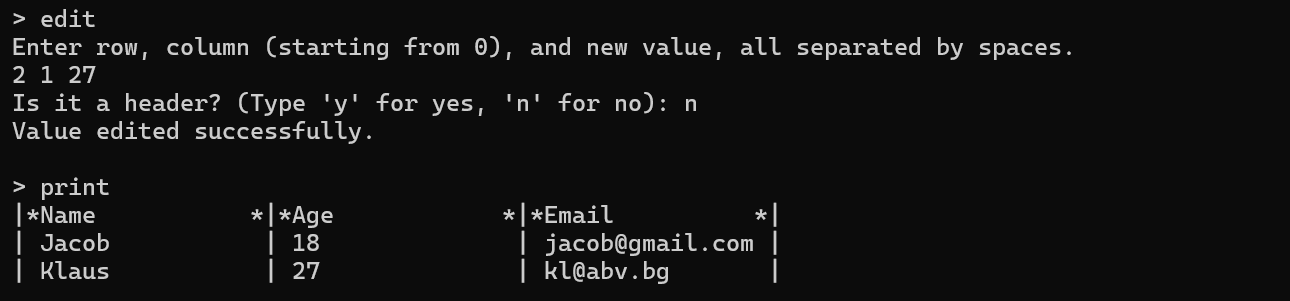 > edit
Enter row, column (starting from 0), and new value, all separated by spaces.
2 1 27
Is it a header? (Type 'y' for yes, 'n' for no): n
Value edited successfully.

> print
|*Name           *|*Age            *|*Email          *|
| Jacob           | 18              | jacob@gmail.com |
| Klaus           | 27              | kl@abv.bg       |